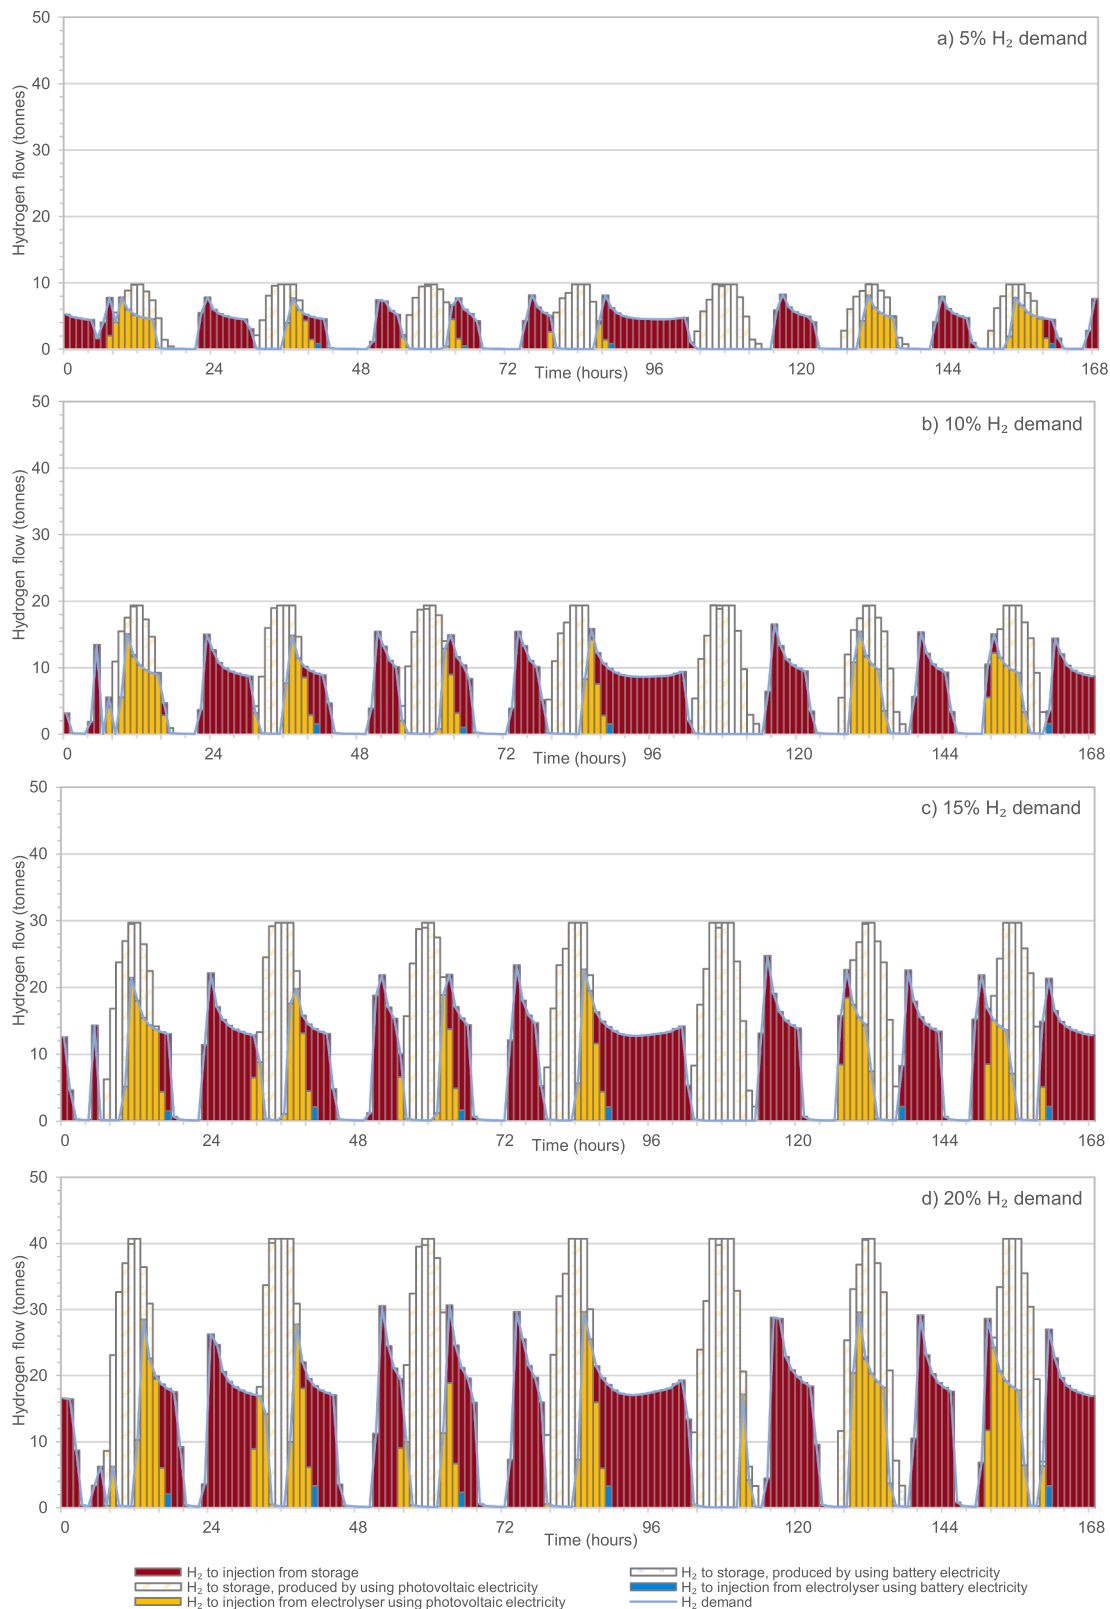 a) 5% H₂ demand
Hydrogen flow (tonnes)
50
40
30
20
10
0
0 24 48 72 96 120 144 168
Time (hours)
b) 10% H₂ demand
Hydrogen flow (tonnes)
50
40
30
20
10
0
0 24 48 72 96 120 144 168
Time (hours)
c) 15% H₂ demand
Hydrogen flow (tonnes)
50
40
30
20
10
0
0 24 48 72 96 120 144 168
Time (hours)
d) 20% H₂ demand
Hydrogen flow (tonnes)
50
40
30
20
10
0
0 24 48 72 96 120 144 168
Time (hours)
H₂ to injection from storage
H₂ to storage, produced by using battery electricity
H₂ to storage, produced by using photovoltaic electricity
H₂ to injection from electrolyser using battery electricity
H₂ to injection from electrolyser using photovoltaic electricity
H₂ demand